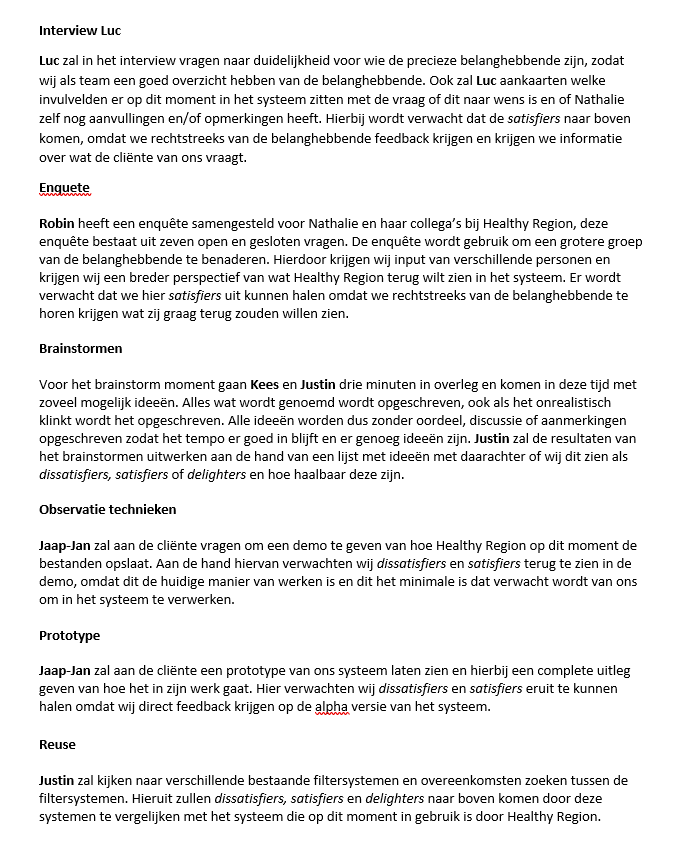 Interview Luc
Luc zal in het interview vragen naar duidelijkheid voor wie de precieze belanghebbende zijn, zodat
wij als team een goed overzicht hebben van de belanghebbende. Ook zal Luc aankaarten welke
invulvelden er op dit moment in het systeem zitten met de vraag of dit naar wens is en of Nathalie
zelf nog aanvullingen en/of opmerkingen heeft. Hierbij wordt verwacht dat de satisfiers naar boven
komen, omdat we rechtstreeks van de belanghebbende feedback krijgen en krijgen we informatie
over wat de cliënte van ons vraagt.
Enquete
Robin heeft een enquête samengesteld voor Nathalie en haar collega's bij Healthy Region, deze
enquête bestaat uit zeven open en gesloten vragen. De enquête wordt gebruik om een grotere groep
van de belanghebbende te benaderen. Hierdoor krijgen wij input van verschillende personen en
krijgen wij een breder perspectief van wat Healthy Region terug wilt zien in het systeem. Er wordt
verwacht dat we hier satisfiers uit kunnen halen omdat we rechtstreeks van de belanghebbende te
horen krijgen wat zij graag terug zouden willen zien.
Brainstormen
Voor het brainstorm moment gaan Kees en Justin drie minuten in overleg en komen in deze tijd met
zoveel mogelijk ideeën. Alles wat wordt genoemd wordt opgeschreven, ook als het onrealistisch
klinkt wordt het opgeschreven. Alle ideeën worden dus zonder oordeel, discussie of aanmerkingen
opgeschreven zodat het tempo er goed in blijft en er genoeg ideeën zijn. Justin zal de resultaten van
het brainstormen uitwerken aan de hand van een lijst met ideeën met daarachter of wij dit zien als
dissatisfiers, satisfiers of delighters en hoe haalbaar deze zijn.
Observatie technieken
Jaap-Jan zal aan de cliënte vragen om een demo te geven van hoe Healthy Region op dit moment de
bestanden opslaat. Aan de hand hiervan verwachten wij dissatisfiers en satisfiers terug te zien in de
demo, omdat dit de huidige manier van werken is en dit het minimale is dat verwacht wordt van ons
om in het systeem te verwerken.
Prototype
Jaap-Jan zal aan de cliënte een prototype van ons systeem laten zien en hierbij een complete uitleg
geven van hoe het in zijn werk gaat. Hier verwachten wij dissatisfiers en satisfiers eruit te kunnen
halen omdat wij direct feedback krijgen op de alpha versie van het systeem.
Reuse
Justin zal kijken naar verschillende bestaande filtersystemen en overeenkomsten zoeken tussen de
filtersystemen. Hieruit zullen dissatisfiers, satisfiers en delighters naar boven komen door deze
systemen te vergelijken met het systeem die op dit moment in gebruik is door Healthy Region.